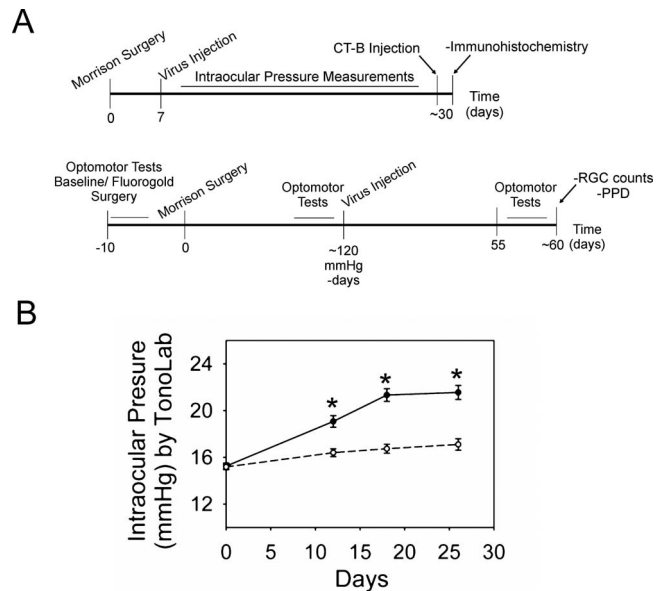 A
Morrison Surgery
Virus Injection
Intraocular Pressure Measurements
CT-B Injection
-Immunohistochemistry
0
7
~30
Time
(days)
Optomotor Tests
Baseline/ Fluorogold
Surgery
Morrison Surgery
Optomotor
Tests
Virus Injection
Optomotor
Tests
-RGC counts
-PPD
-10
0
~120
mmHg
-days
55
~60
Time
(days)
B
Intraocular Presure
(mmHg) by TonoLab
24
20
16
12
* * *
0 5 10 15 20 25 30
Days